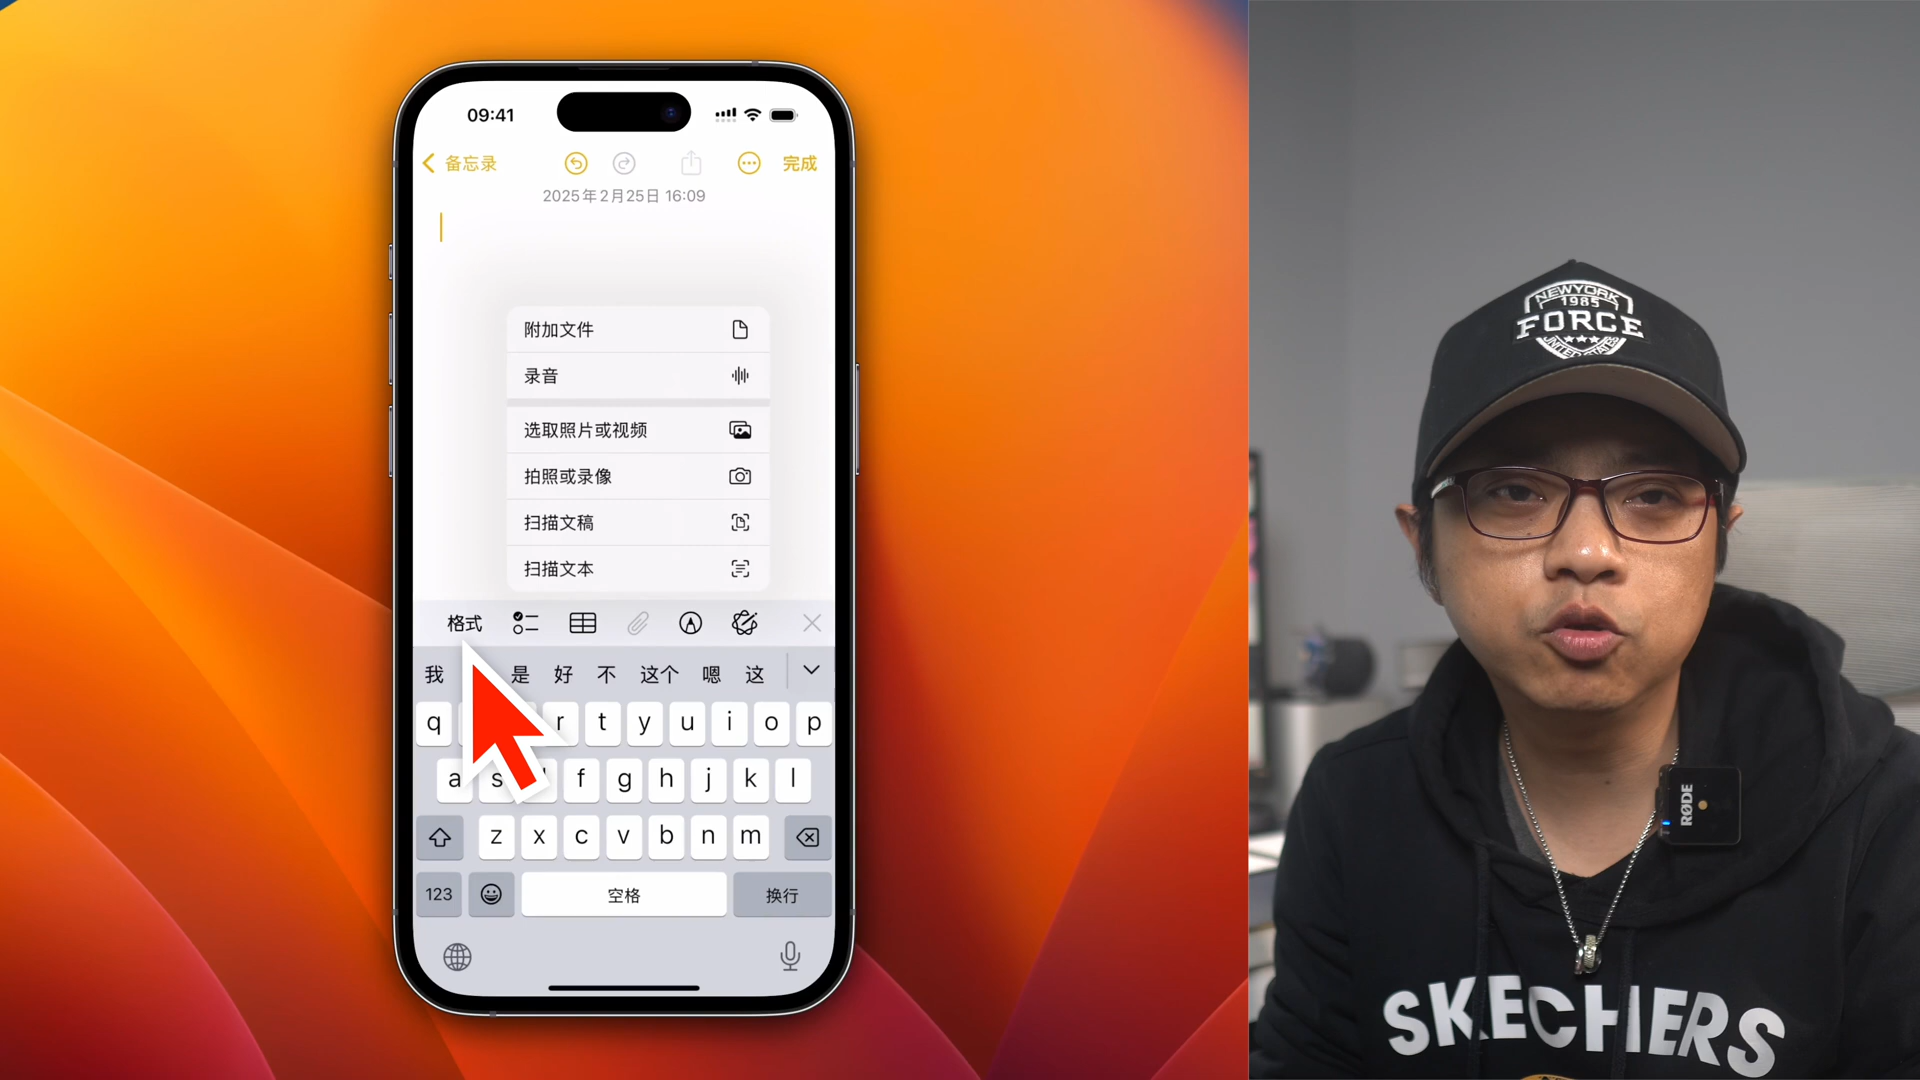 09:41
备忘录
完成
2025年2月25日 16:09
附加文件
录音
选取照片或视频
拍照或录像
扫描文稿
扫描文本
格式
我 是 好 不 这个 嗯 这
q r t y u i o p
a s f g h j k l
z x c v b n m
123 空格 换行
NEWYORK
1985
FORCE
UNITED STATES
RØDE
SKECHERS